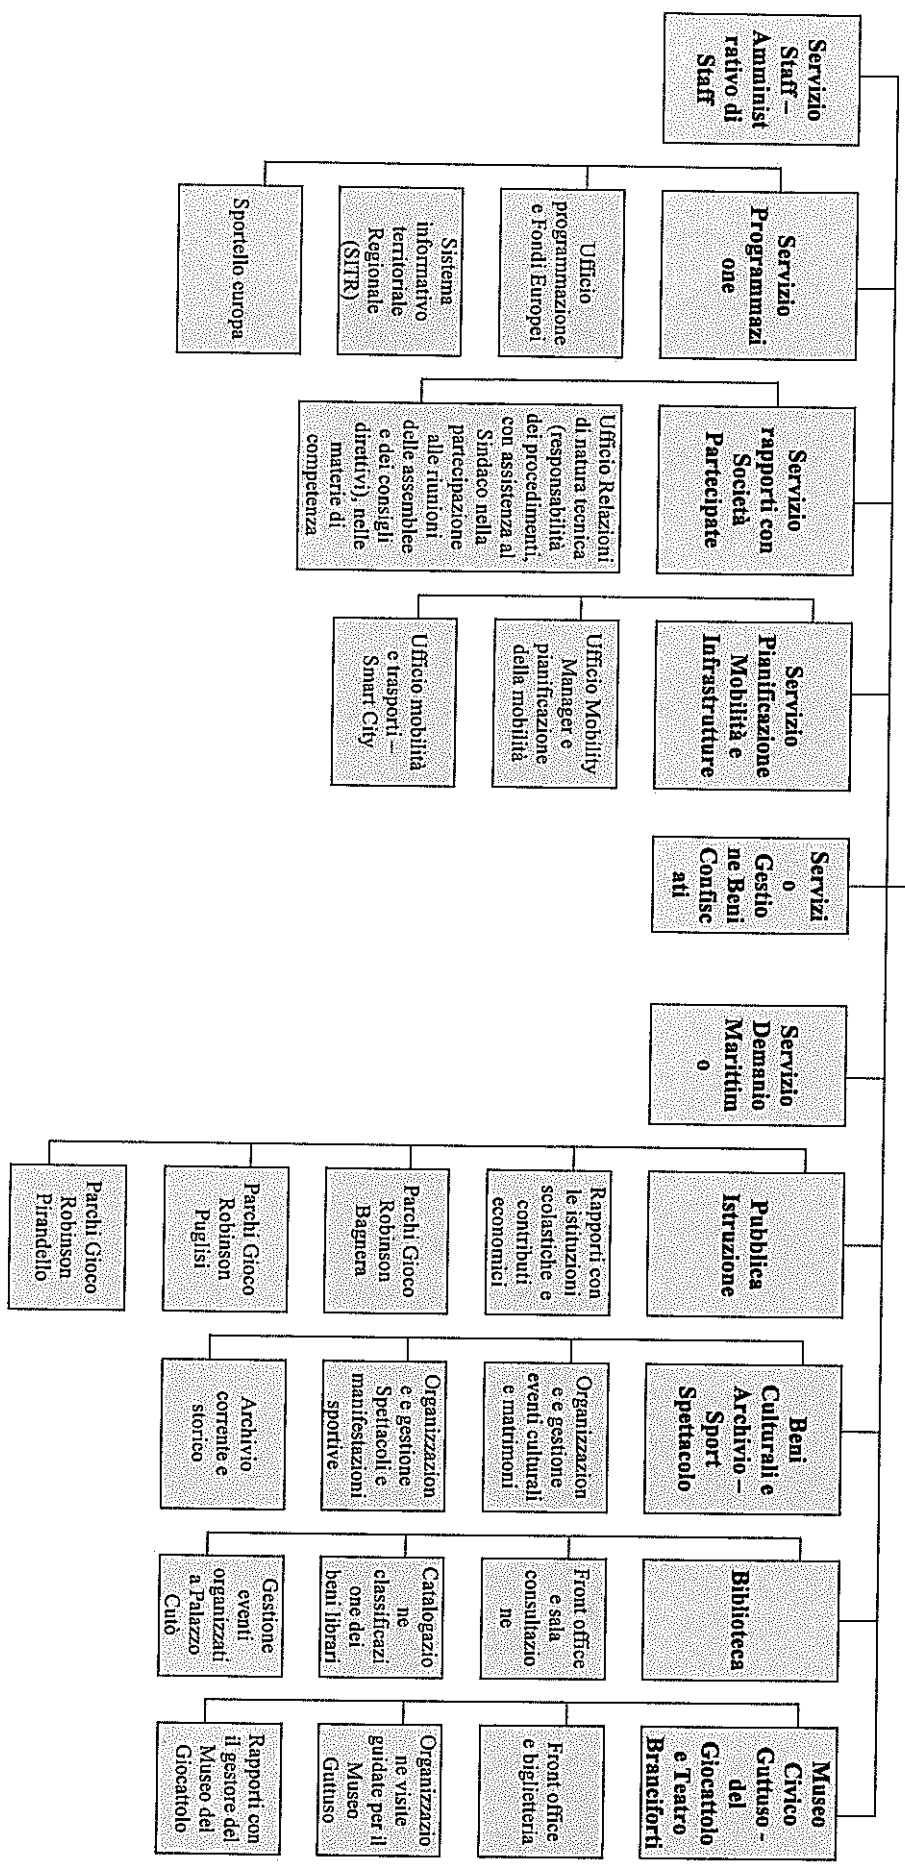 Servizio
Staff –
Amminist
rativo di
Staff
Servizio
Programmazi
one
Ufficio
programmazione
e Fondi Europei
Sistema
informativo
territoriale
Regionale
(SITR)
Sportello europa
Servizio
rapporti con
Società
Partecipate
Ufficio Relazioni
di natura tecnica
(responsabilità
dei procedimenti,
con assistenza al
Sindaco nella
partecipazione
alle riunioni
delle assemblee
e dei consigli
direttivi), nelle
materie di
competenza
Servizio
Pianificazione
Mobilità e
Infrastrutture
Ufficio Mobility
Manager e
pianificazione
della mobilità
Ufficio mobilità
e trasporti –
Smart City
Servizi
o
Gestio
ne Beni
Confisc
ati
Servizio
Demanio
Marittim
o
Pubblica
Istruzione
Rapporti con
le istituzioni
scolastiche e
contributi
economici
Parchi Gioco
Robinson
Bagnera
Parchi Gioco
Robinson
Puglisi
Parchi Gioco
Robinson
Pirandello
Beni
Culturali e
Archivio –
Sport
Spettacolo
Organizzazion
e e gestione
eventi culturali
e matrimoni
Organizzazion
e e gestione
Spettacoli e
manifestazioni
sportive
Archivio
corrente e
storico
Biblioteca
Front office
e sala
consultazio
ne
Catalogazio
ne
classificazi
one dei
beni librari
Gestione
eventi
organizzati
a Palazzo
Cutò
Museo
Civico
Guttuso -
del
Giocattolo
e Teatro
Branciforti
Front office
e biglietteria
Organizzazio
ne visile
guidate per il
Museo
Guttuso
Rapporti con
il gestore del
Museo del
Giocattolo